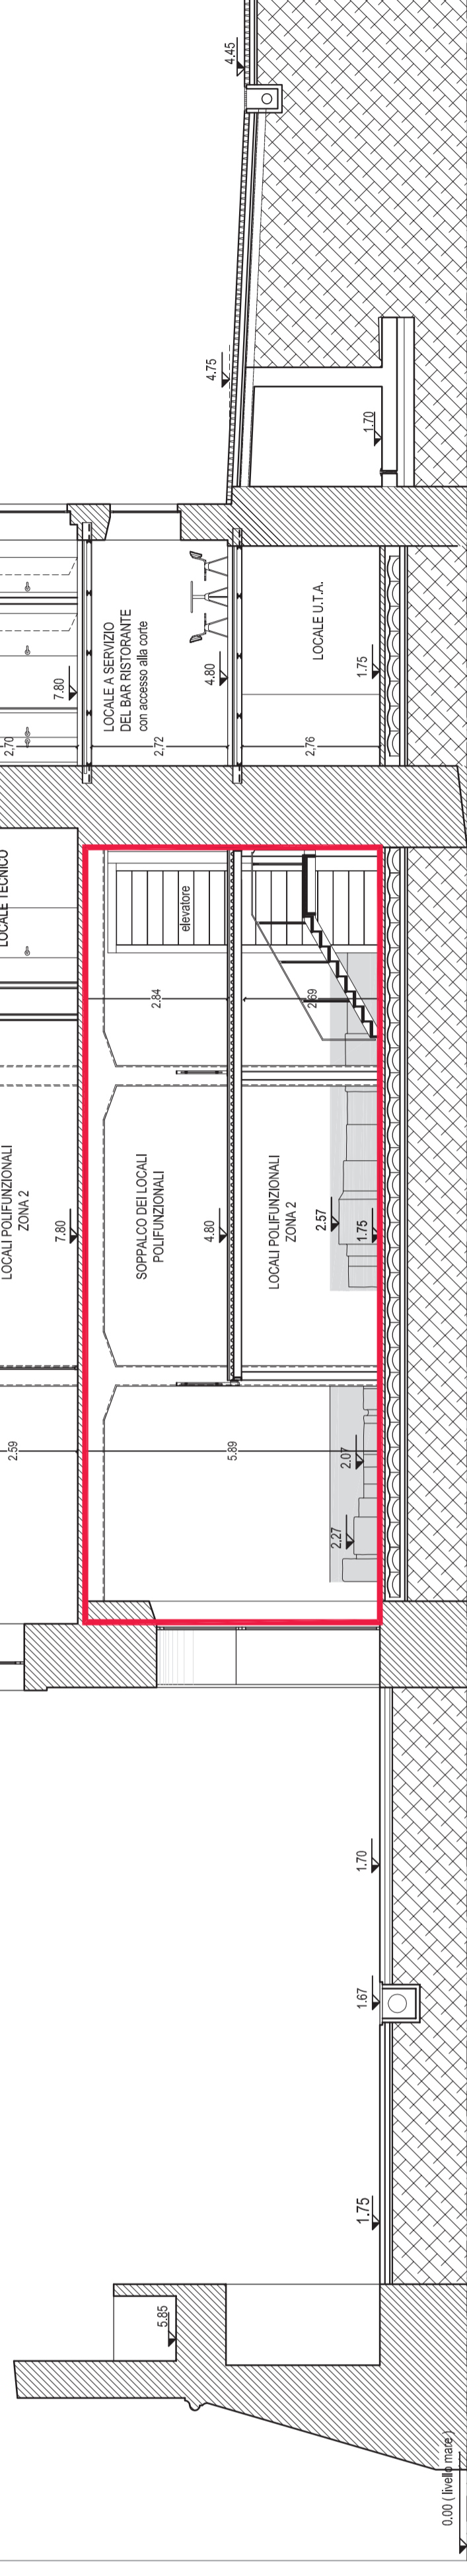 4.45
4.75
1.70
2,70
7.80
LOCALE A SERVIZIO
DEL BAR RISTORANTE
con accesso alla corte
2,72
4.80
LOCALE U.T.A.
2,76
1.75
LOCALE TECNICO
elevatore
2.84
2.69
LOCALI POLIFUNZIONALI
ZONA 2
7.80
SOPPALCO DEI LOCALI
POLIFUNZIONALI
4.80
LOCALI POLIFUNZIONALI
ZONA 2
2.57
1.75
2.59
5.89
2.07
2.27
1.70
1.67
1.75
5.85
0.00 ( livello mare )